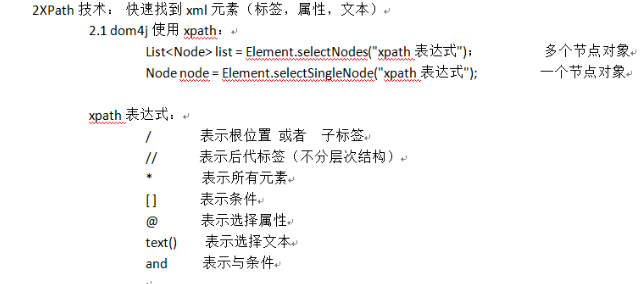 2XPath 技术： 快速找到 xml 元素（标签，属性，文本）
2.1 dom4j 使用 xpath：
List<Node> list = Element.selectNodes("xpath 表达式"); 多个节点对象
Node node = Element.selectSingleNode("xpath 表达式"); 一个节点对象
xpath 表达式：
/ 表示根位置 或者 子标签
// 表示后代标签（不分层次结构）
* 表示所有元素
[ ] 表示条件
@ 表示选择属性
text() 表示选择文本
and 表示与条件